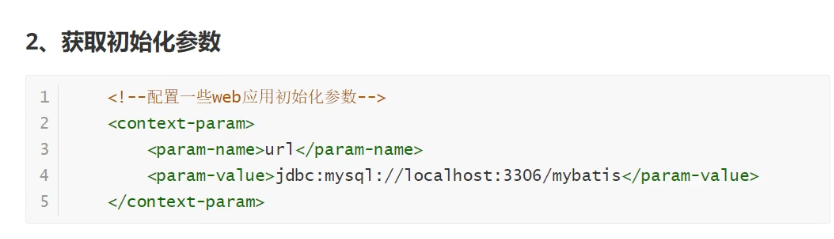 2、获取初始化参数
1 <!--配置一些web应用初始化参数-->
2 <context-param>
3 <param-name>url</param-name>
4 <param-value>jdbc:mysql://localhost:3306/mybatis</param-value>
5 </context-param>